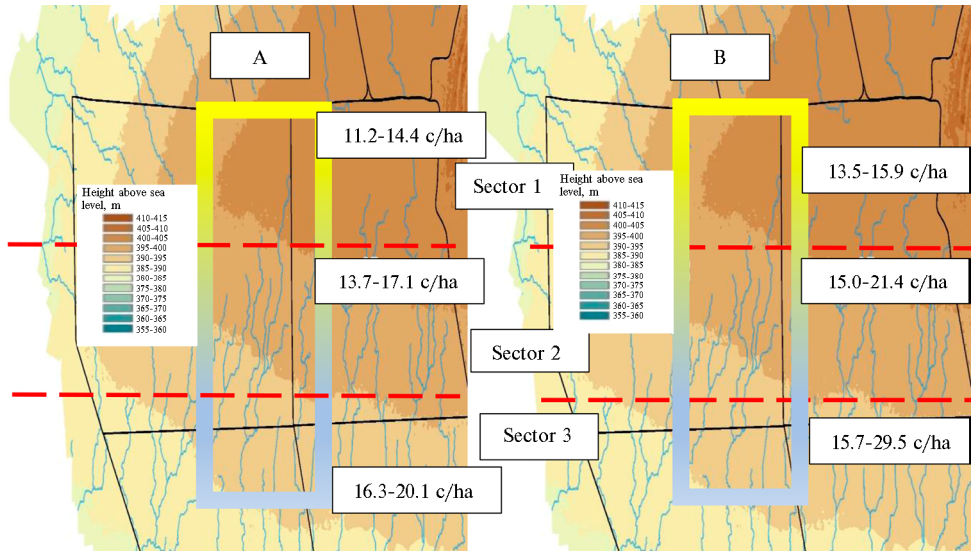 A
11.2-14.4 c/ha
Height above sea
level, m
410-415
405-410
400-405
395-400
390-395
385-390
360-365
375-380
370-375
365-370
360-365
355-360
13.7-17.1 c/ha
16.3-20.1 c/ha
Sector 1
Sector 2
Sector 3
B
13.5-15.9 c/ha
Height above sea
level, m
410-415
405-410
400-405
395-400
390-395
385-390
380-385
375-380
370-375
365-370
360-365
355-360
15.0-21.4 c/ha
15.7-29.5 c/ha